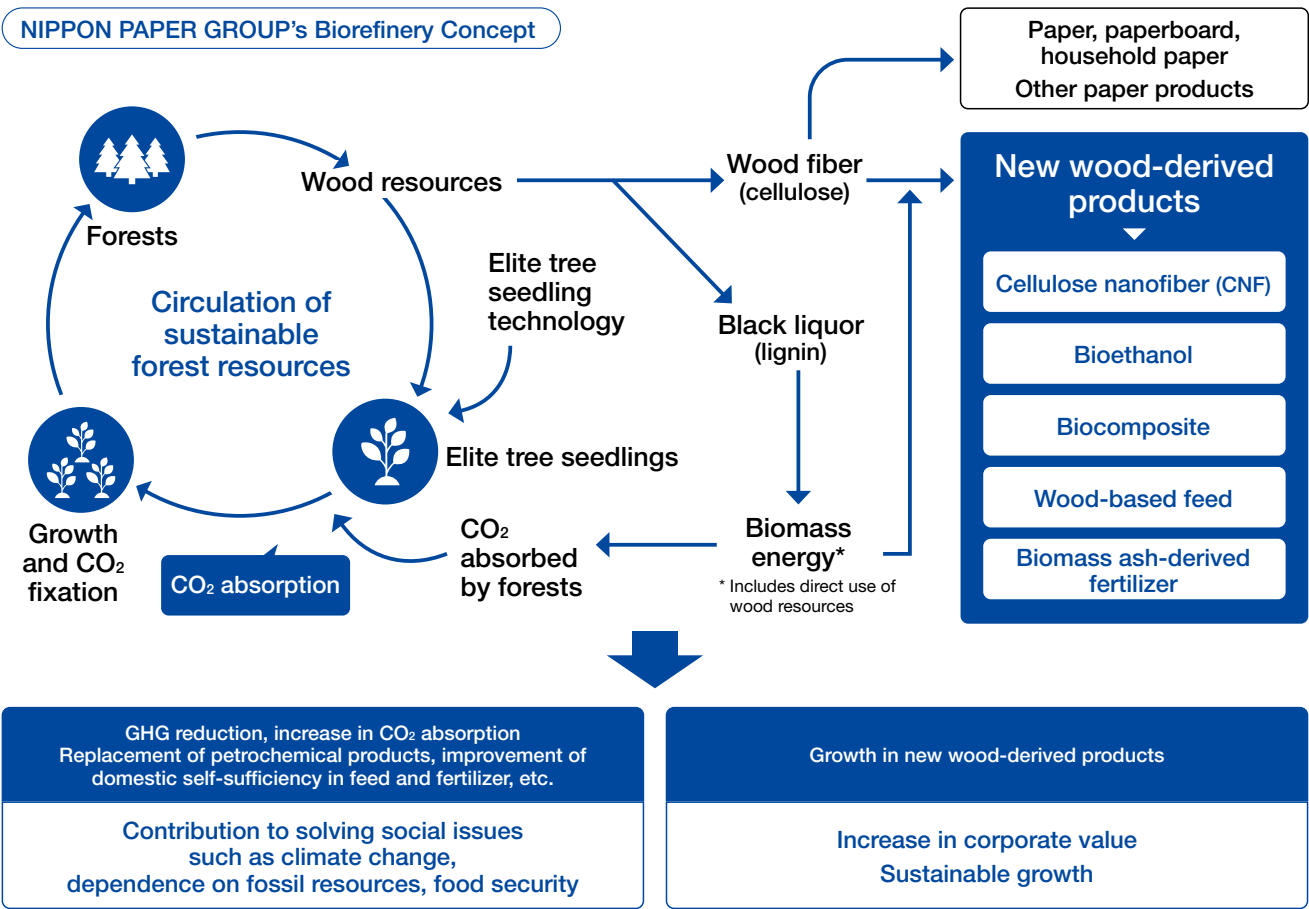 NIPPON PAPER GROUP's Biorefinery Concept
Paper, paperboard,
household paper
Other paper products
Forests
Wood resources
Wood fiber
(cellulose)
New wood-derived
products
Cellulose nanofiber (CNF)
Bioethanol
Biocomposite
Wood-based feed
Biomass ash-derived
fertilizer
Circulation of
sustainable
forest resources
Elite tree
seedling
technology
Black liquor
(lignin)
Elite tree seedlings
Growth
and CO₂
fixation
CO₂ absorption
CO₂
absorbed
by forests
Biomass
energy*
* Includes direct use of
wood resources
GHG reduction, increase in CO₂ absorption
Replacement of petrochemical products, improvement of
domestic self-sufficiency in feed and fertilizer, etc.
Contribution to solving social issues
such as climate change,
dependence on fossil resources, food security
Growth in new wood-derived products
Increase in corporate value
Sustainable growth